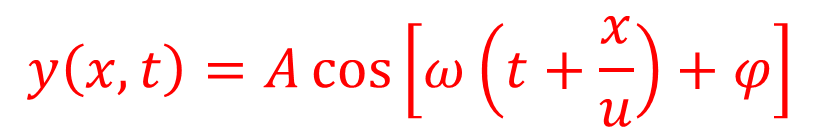 y(x, t) = A cos[ω(t + x/u) + φ]